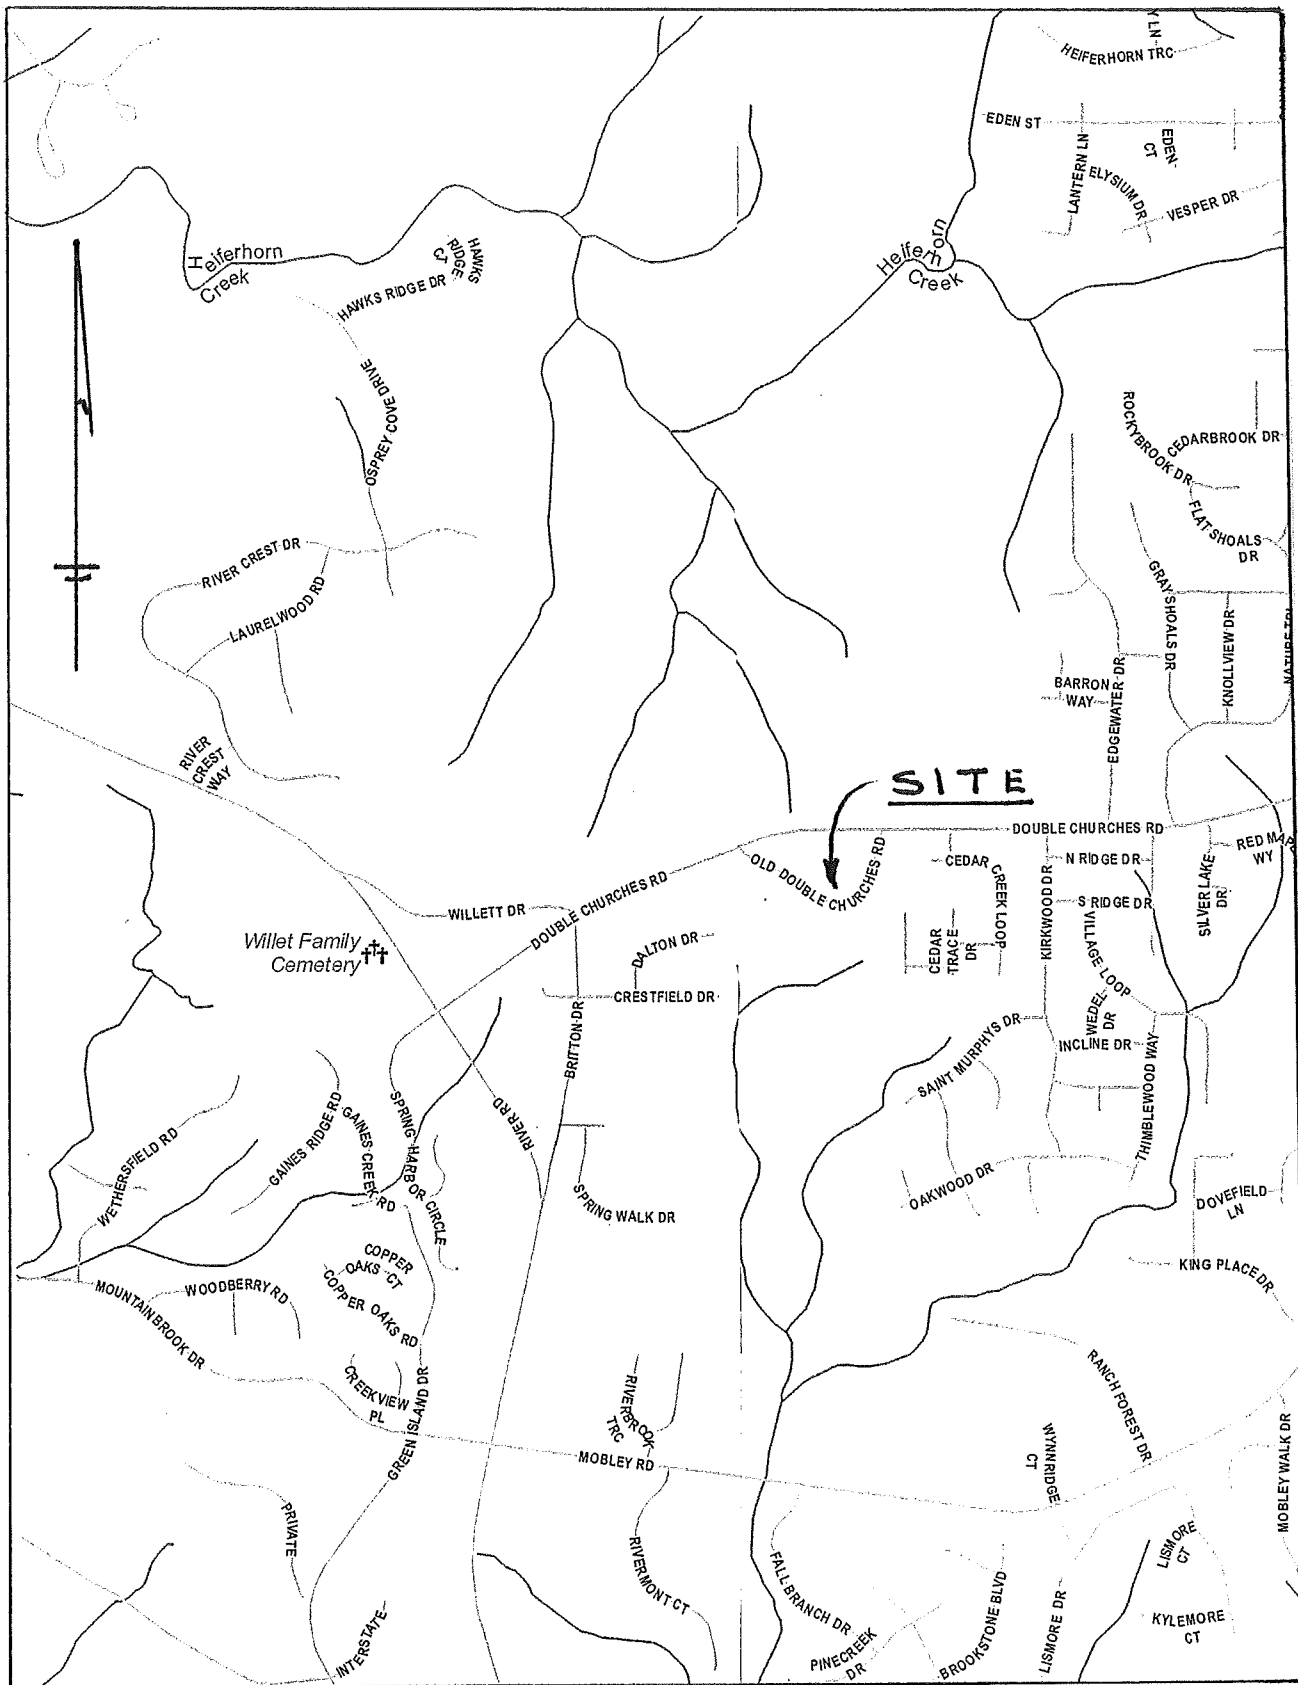 Y LN
HEIFERHORN TRC
EDEN ST
EDEN
CT
LANTERN LN
ELYSIUM DR
VESPER DR
Heiferhorn
Creek
HAWKS
RIDGE
CT
HAWKS RIDGE DR
Heiferhorn
Creek
OSPREY COVE DRIVE
ROCKYBROOK DR
CEDARBROOK DR
FLAT SHOALS
DR
RIVER CREST DR
LAURELWOOD RD
GRAY SHOALS DR
KNOLLVIEW DR
BARRON
WAY
EDGEWATER DR
RIVER
CREST
WAY
SITE
DOUBLE CHURCHES RD
OLD DOUBLE CHURCHES RD
CEDAR
CREEK LOOP
N RIDGE DR
KIRKWOOD DR
S RIDGE DR
SILVER LAKE
DR
RED MAP
WY
WILLETT DR
DOUBLE CHURCHES RD
Willet Family
Cemetery
DALTON DR
CEDAR
TRACE
DR
VILLAGE LOOP
CRESTFIELD DR
BRITTON DR
WEDEL
DR
INCLINE DR
SAINT MURPHYS DR
THIMBLEWOOD WAY
SPRING HARBOR CIRCLE
RIVER RD
GAINES RIDGE RD
GAINES CREEK RD
WETHERSFIELD RD
SPRING WALK DR
OAKWOOD DR
DOVEFIELD
LN
KING PLACE DR
COPPER
OAKS CT
COPPER OAKS RD
WOODBERRY RD
MOUNTAINBROOK DR
CREEKVIEW
PL
GREEN ISLAND DR
RIVERBROOK
TRC
MOBLEY RD
RANCH FOREST DR
WYNNRIDGE
CT
MOBLEY WALK DR
PRIVATE
INTERSTATE
RIVERMONT CT
FALL BRANCH DR
PINECREEK
DR
BROOKSTONE BLVD
LISMORE DR
LISMORE
CT
KYLEMORE
CT